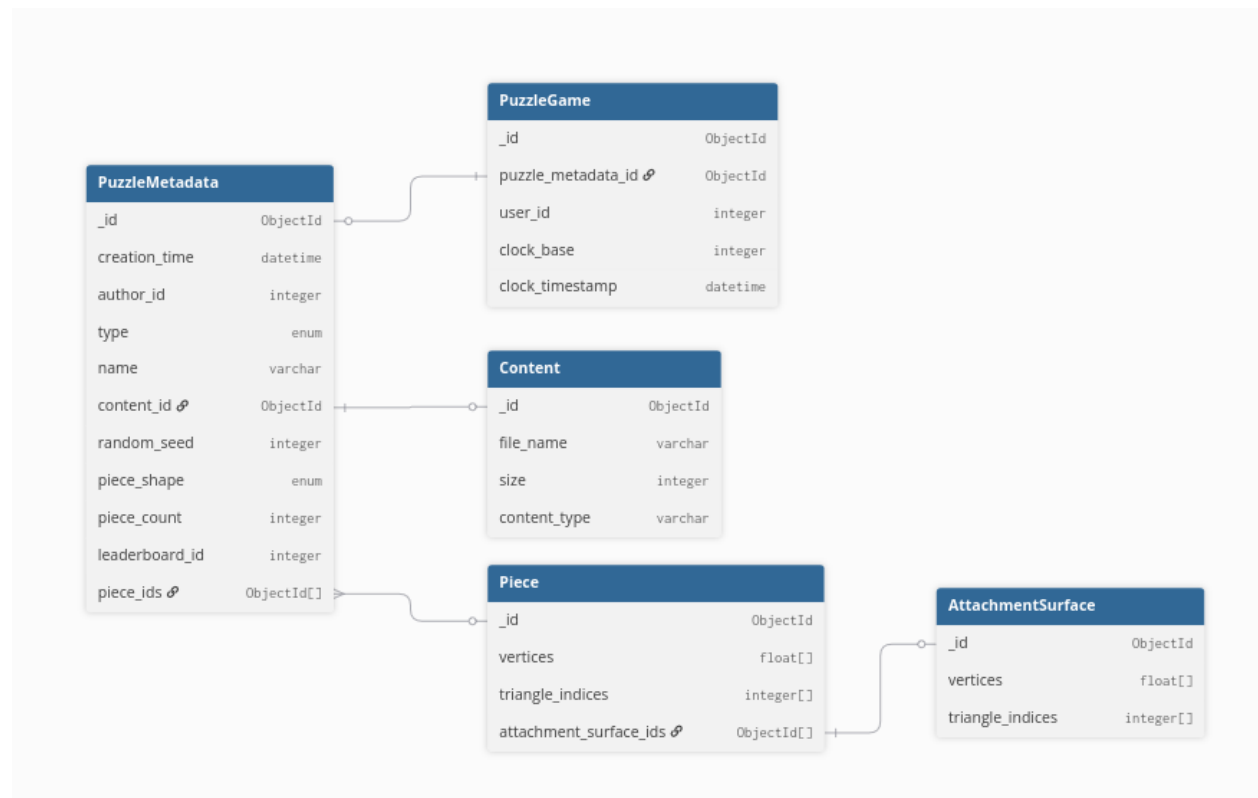 PuzzleMetadata
_id ObjectId
creation_time datetime
author_id integer
type enum
name varchar
content_id ObjectId
random_seed integer
piece_shape enum
piece_count integer
leaderboard_id integer
piece_ids ObjectId[]
PuzzleGame
_id ObjectId
puzzle_metadata_id ObjectId
user_id integer
clock_base integer
clock_timestamp datetime
Content
_id ObjectId
file_name varchar
size integer
content_type varchar
Piece
_id ObjectId
vertices float[]
triangle_indices integer[]
attachment_surface_ids ObjectId[]
AttachmentSurface
_id ObjectId
vertices float[]
triangle_indices integer[]